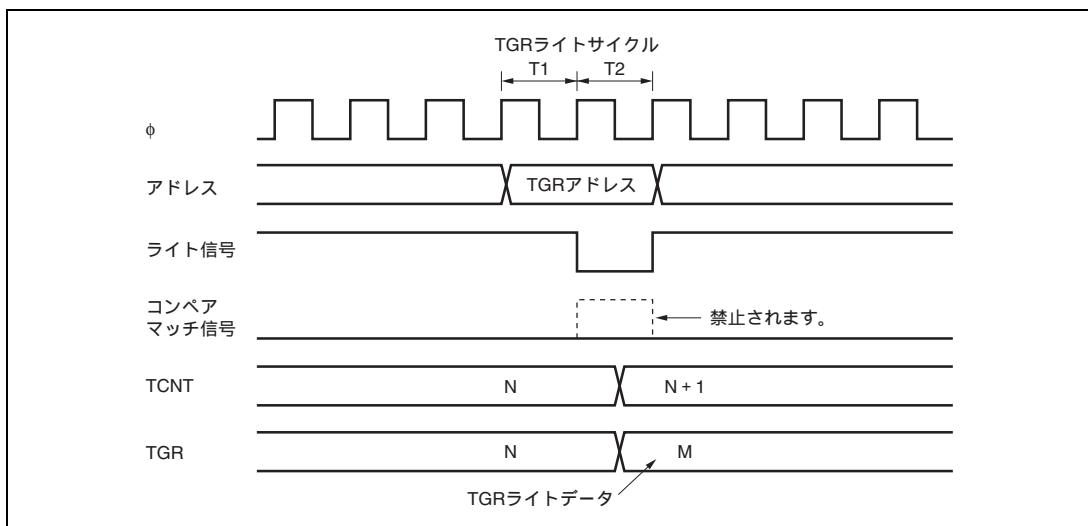 TGRライトサイクル
T1 T2
φ
アドレス TGRアドレス
ライト信号
コンペア
マッチ信号 禁止されます。
TCNT N N + 1
TGR N M
TGRライトデータ